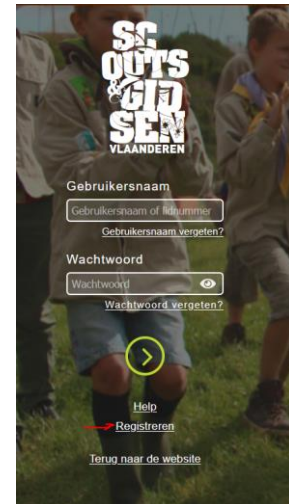 SC
OUTS
&GID
SEN
VLAANDEREN
Gebruikersnaam
Gebruikersnaam of lidnummer
Gebruikersnaam vergeten?
Wachtwoord
Wachtwoord
Wachtwoord vergeten?
Help
Registreren
Terug naar de website